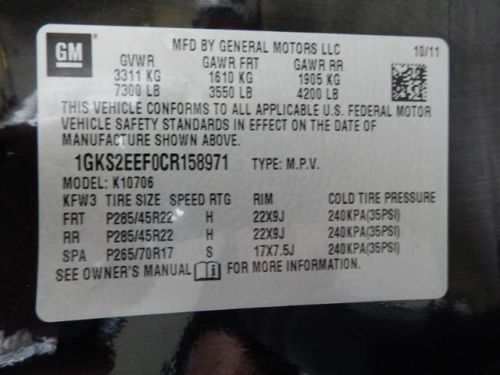 GM
MFD BY GENERAL MOTORS LLC 10/11
GVWR GAWR FRT GAWR RR
3311 KG 1610 KG 1905 KG
7300 LB 3550 LB 4200 LB
THIS VEHICLE CONFORMS TO ALL APPLICABLE U.S. FEDERAL MOTOR
VEHICLE SAFETY STANDARDS IN EFFECT ON THE DATE OF
MANUFACTURE SHOWN ABOVE.
1GKS2EEF0CR158971 TYPE: M.P.V.
MODEL: K10706
KFW3 TIRE SIZE SPEED RTG RIM COLD TIRE PRESSURE
FRT P285/45R22 H 22X9J 240KPA(35PSI)
RR P285/45R22 H 22X9J 240KPA(35PSI)
SPA P265/70R17 S 17X7.5J 240KPA(35PSI)
SEE OWNER'S MANUAL FOR MORE INFORMATION.